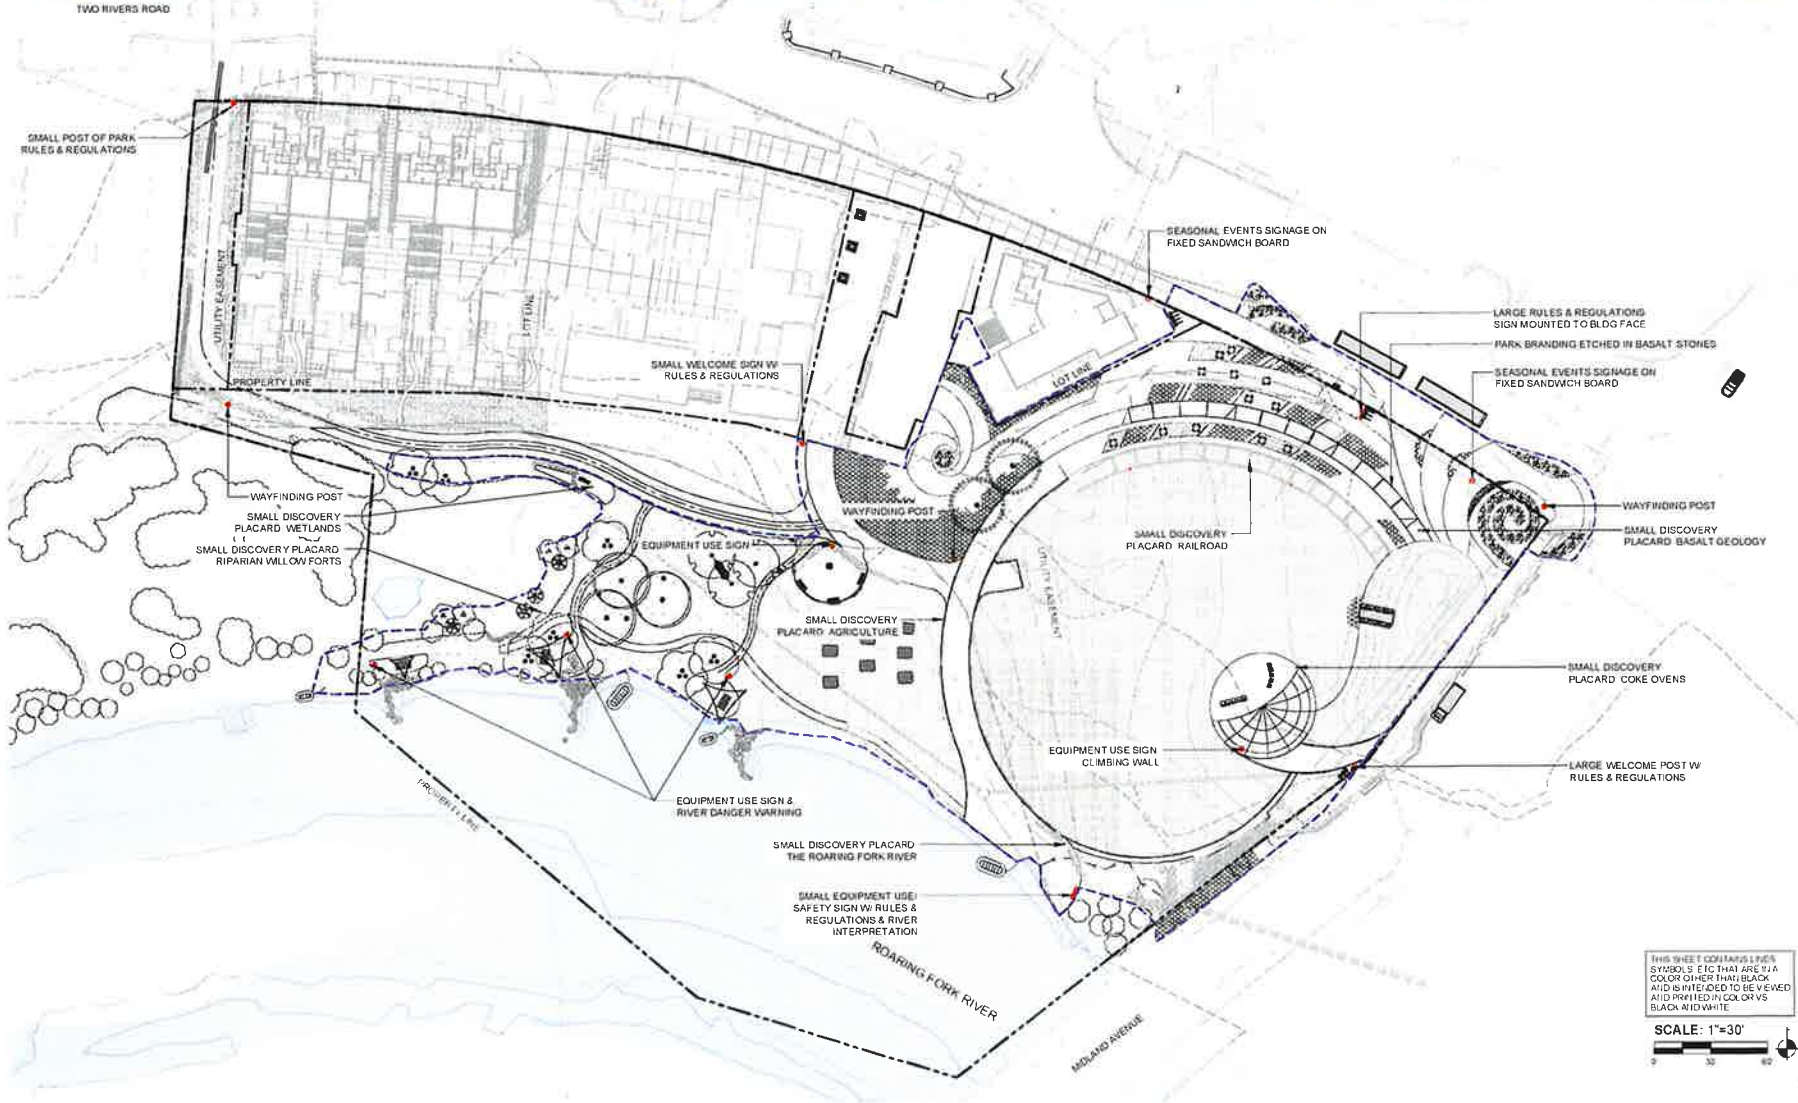 TWO RIVERS ROAD
SMALL POST OF PARK
RULES & REGULATIONS
UTILITY EASEMENT
LOT LINE
PROPERTY LINE
SEASONAL EVENTS SIGNAGE ON
FIXED SANDWICH BOARD
LARGE RULES & REGULATIONS
SIGN MOUNTED TO BLDG FACE
PARK BRANDING ETCHED IN BASALT STONES
SEASONAL EVENTS SIGNAGE ON
FIXED SANDWICH BOARD
SMALL WELCOME SIGN W/
RULES & REGULATIONS
LOT LINE
WAYFINDING POST
SMALL DISCOVERY
PLACARD WETLANDS
SMALL DISCOVERY PLACARD
RIPARIAN WILLOW FORTS
EQUIPMENT USE SIGN
WAYFINDING POST
SMALL DISCOVERY
PLACARD RAILROAD
WAYFINDING POST
SMALL DISCOVERY
PLACARD BASALT GEOLOGY
UTILITY EASEMENT
SMALL DISCOVERY
PLACARD AGRICULTURE
SMALL DISCOVERY
PLACARD COKE OVENS
EQUIPMENT USE SIGN
CLIMBING WALL
LARGE WELCOME POST W/
RULES & REGULATIONS
PROPERTY LINE
EQUIPMENT USE SIGN &
RIVER DANGER WARNING
SMALL DISCOVERY PLACARD
THE ROARING FORK RIVER
SMALL EQUIPMENT USE/
SAFETY SIGN W/ RULES &
REGULATIONS & RIVER
INTERPRETATION
ROARING FORK RIVER
MIDLAND AVENUE
THIS SHEET CONTAINS LINES
SYMBOLS ETC THAT ARE IN A
COLOR OTHER THAN BLACK
AND IS INTENDED TO BE VIEWED
AND PRINTED IN COLOR VS
BLACK AND WHITE
SCALE: 1"=30'
0 30 60